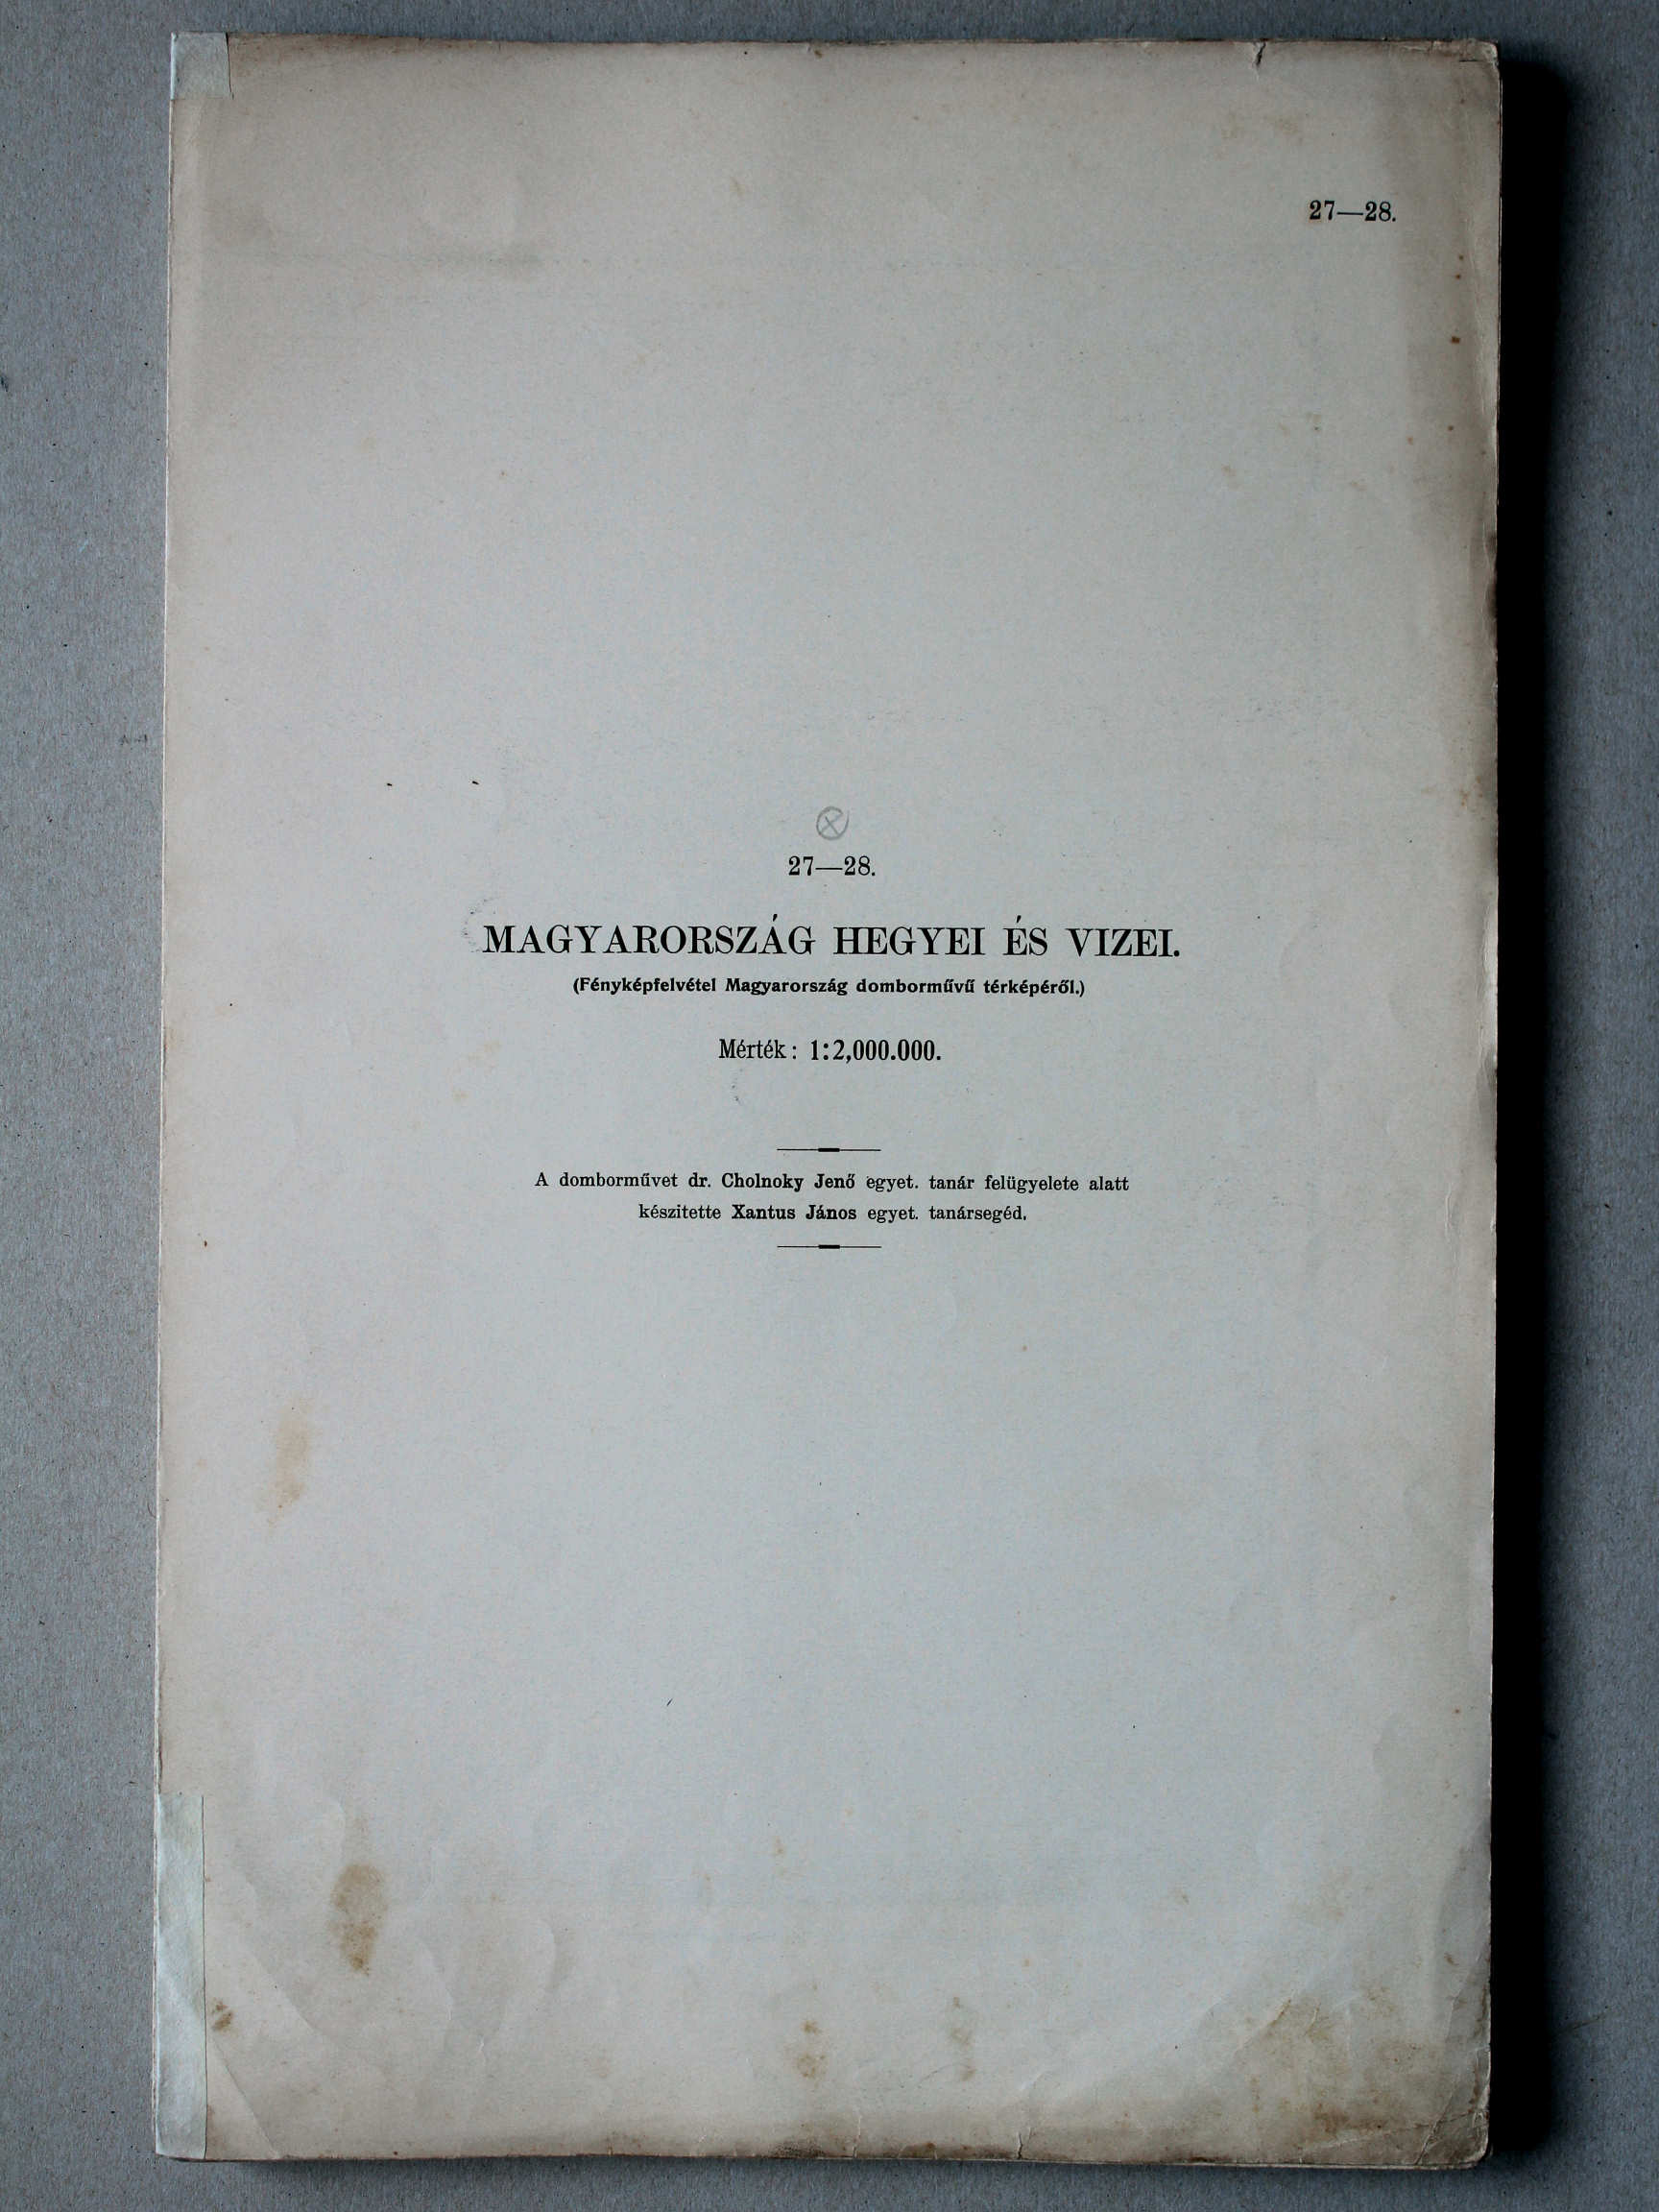 27—28.
27—28.
MAGYARORSZÁG HEGYEI ÉS VIZEI.
(Fényképfelvétel Magyarország domborművű térképéről.)
Mérték: 1:2,000.000.
A domborművet dr. Cholnoky Jenő egyet. tanár felügyelete alatt
készitette Xantus János egyet. tanársegéd.